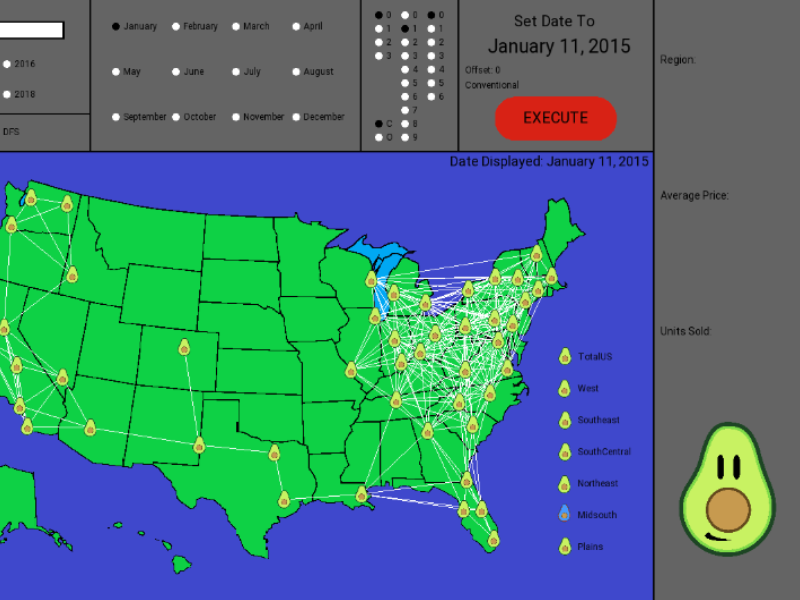 2016
2018
DFS
January February March April
May June July August
September October November December
0 0 0
1 1 1
2 2 2
3 3 3
4 4
5 5
6 6
7
C 8
O 9
Set Date To
January 11, 2015
Offset: 0
Conventional
EXECUTE
Date Displayed: January 11, 2015
Region:
Average Price:
Units Sold:
TotalUS
West
Southeast
SouthCentral
Northeast
Midsouth
Plains